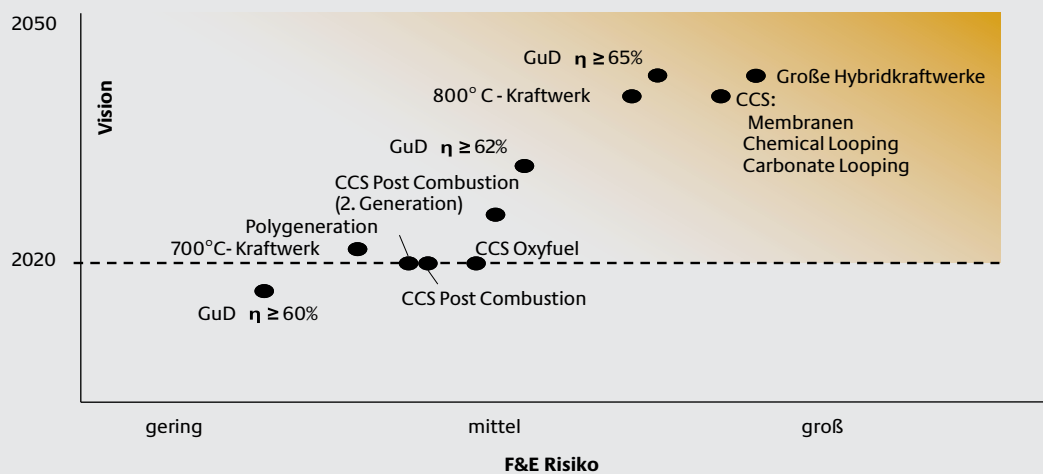 2050
Vision
GuD η ≥ 65%
Große Hybridkraftwerke
800° C - Kraftwerk
CCS:
Membranen
Chemical Looping
Carbonate Looping
GuD η ≥ 62%
CCS Post Combustion
(2. Generation)
Polygeneration
700°C- Kraftwerk
CCS Oxyfuel
2020
CCS Post Combustion
GuD η ≥ 60%
gering
mittel
groß
F&E Risiko